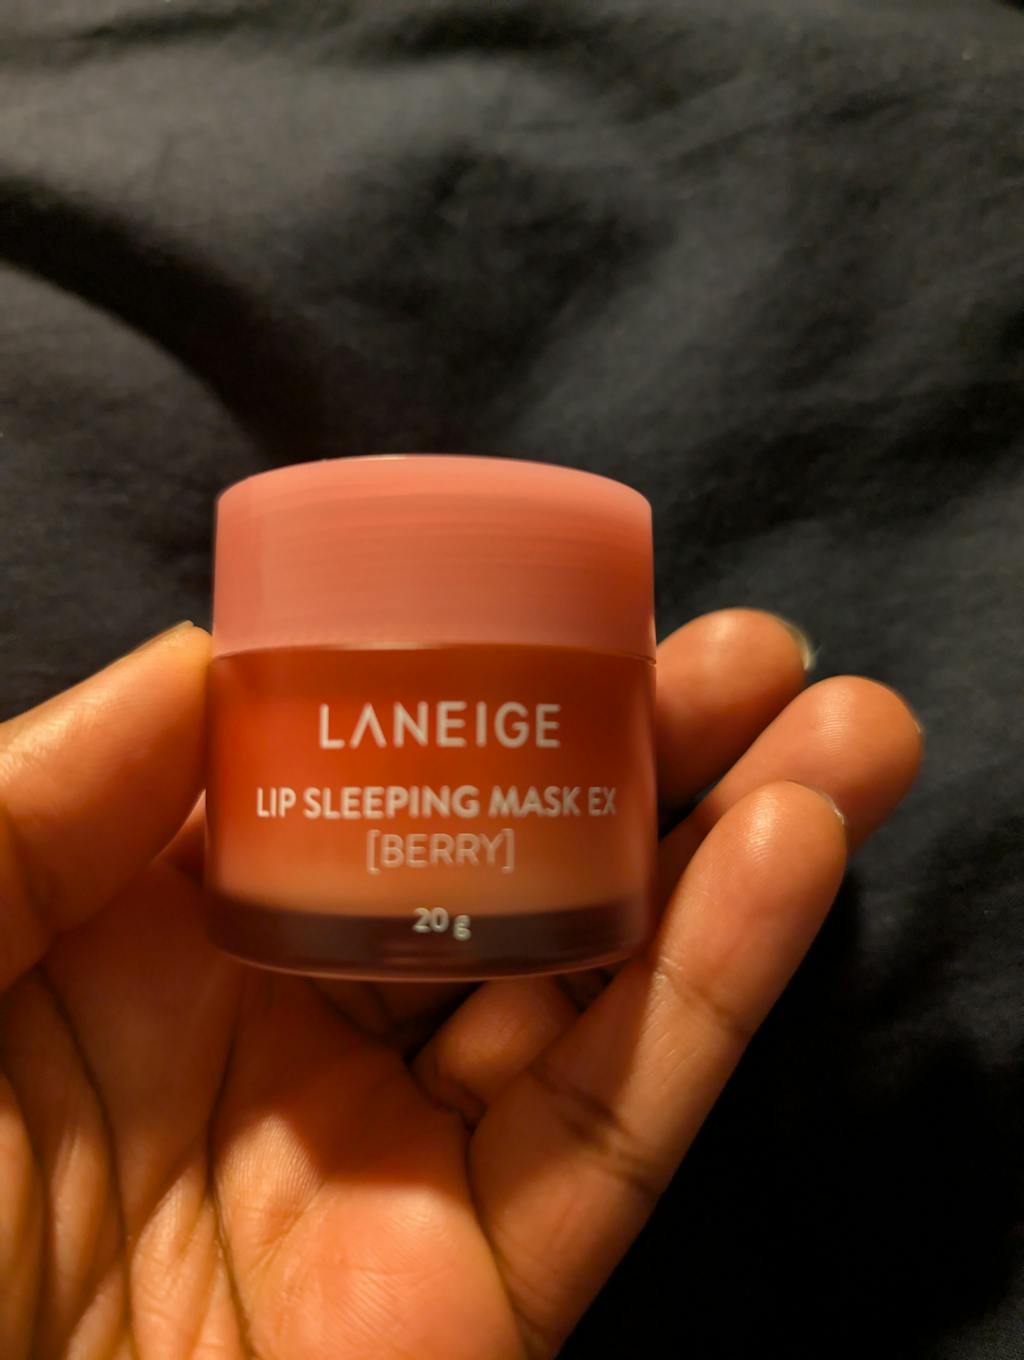 LANEIGE
LIP SLEEPING MASK EX
[BERRY]
20 g